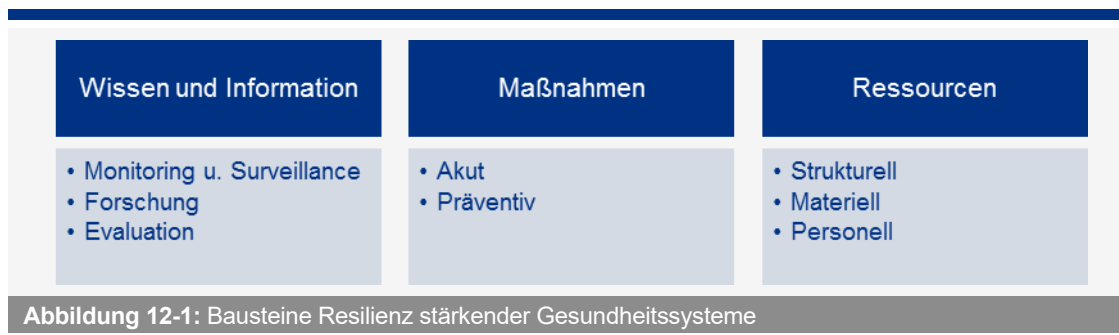 Wissen und Information
• Monitoring u. Surveillance
• Forschung
• Evaluation
Maßnahmen
• Akut
• Präventiv
Ressourcen
• Strukturell
• Materiell
• Personell
Abbildung 12-1: Bausteine Resilienz stärkender Gesundheitssysteme